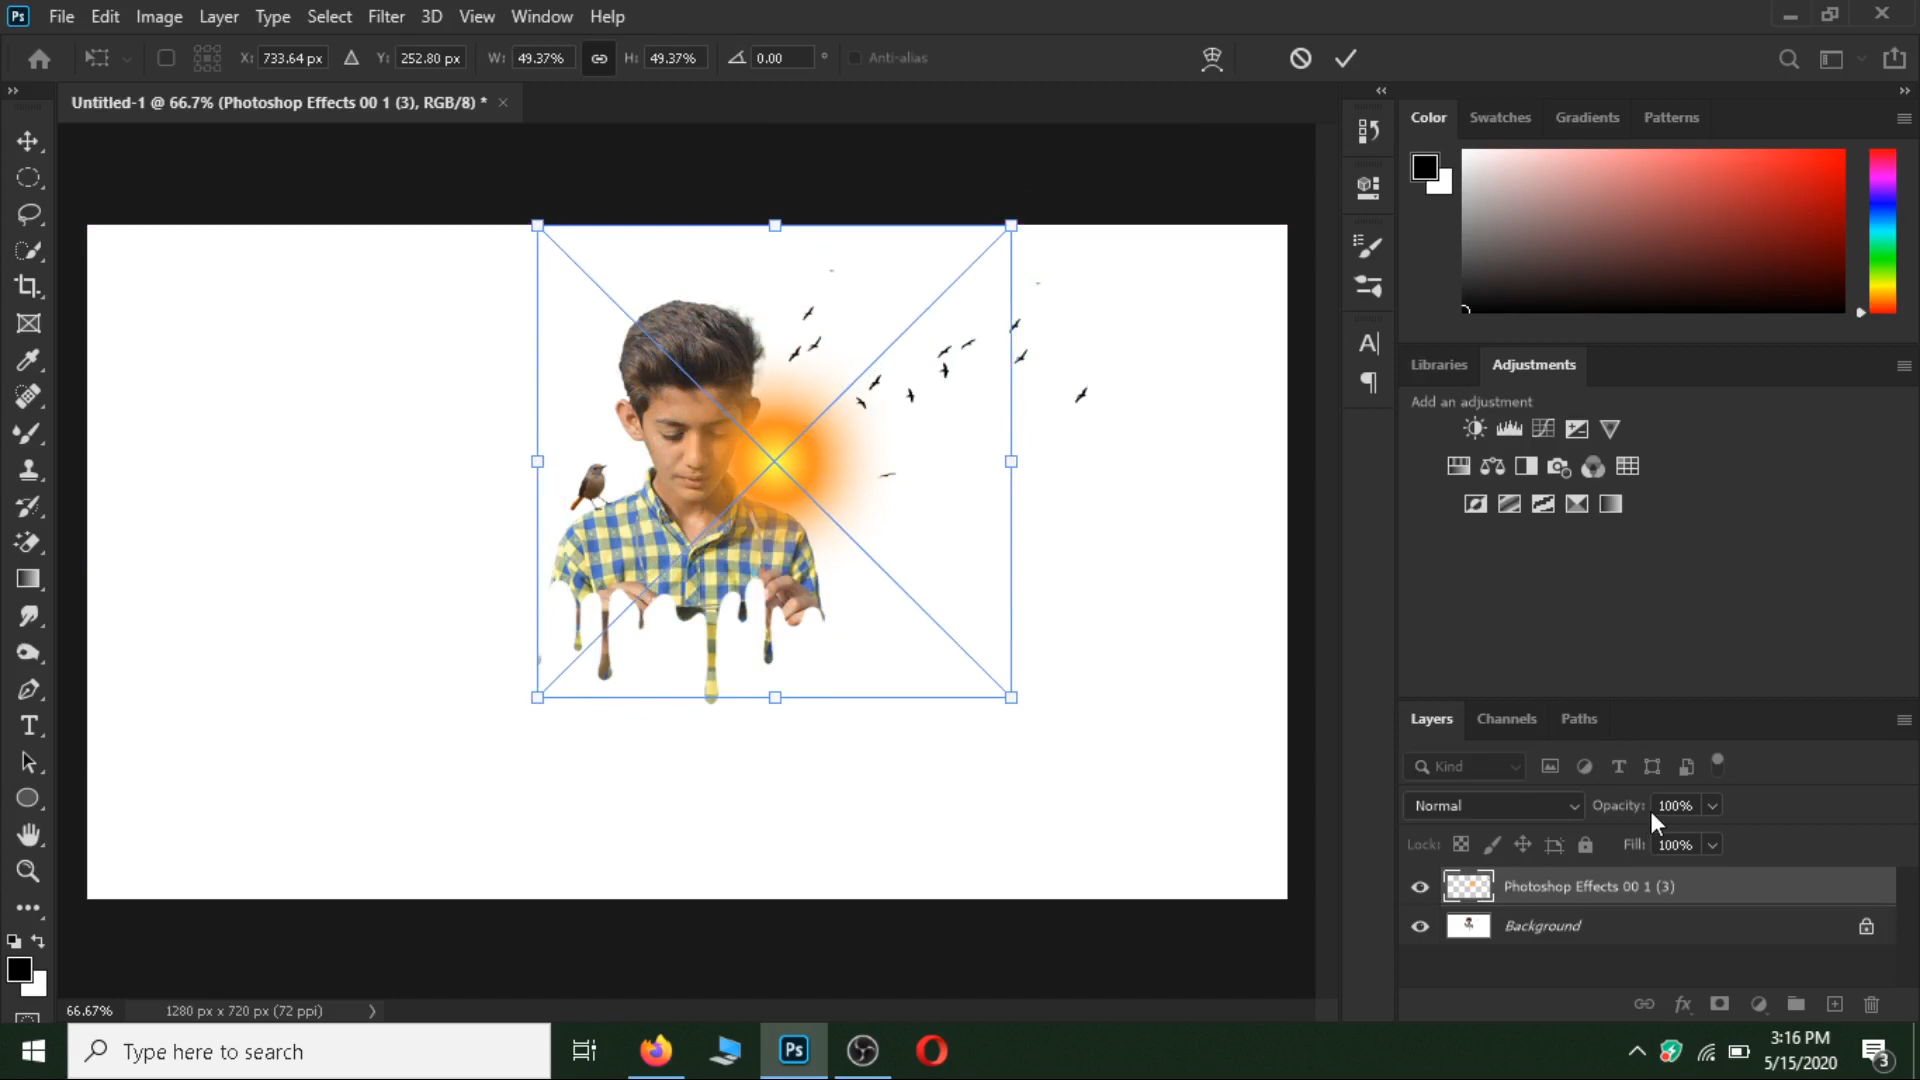 Ps File Edit Image Layer Type Select Filter 3D View Window Help
X: 733.64 px Y: 252.80 px W: 49.37% H: 49.37% 0.00 ° Anti-alias
Untitled-1 @ 66.7% (Photoshop Effects 00 1 (3), RGB/8) * ×
Color Swatches Gradients Patterns
Libraries Adjustments
Add an adjustment
Layers Channels Paths
Kind
Normal Opacity: 100%
Lock: Fill: 100%
Photoshop Effects 00 1 (3)
Background
66.67% 1280 px x 720 px (72 ppi)
Type here to search
Ps
3:16 PM
5/15/2020
3